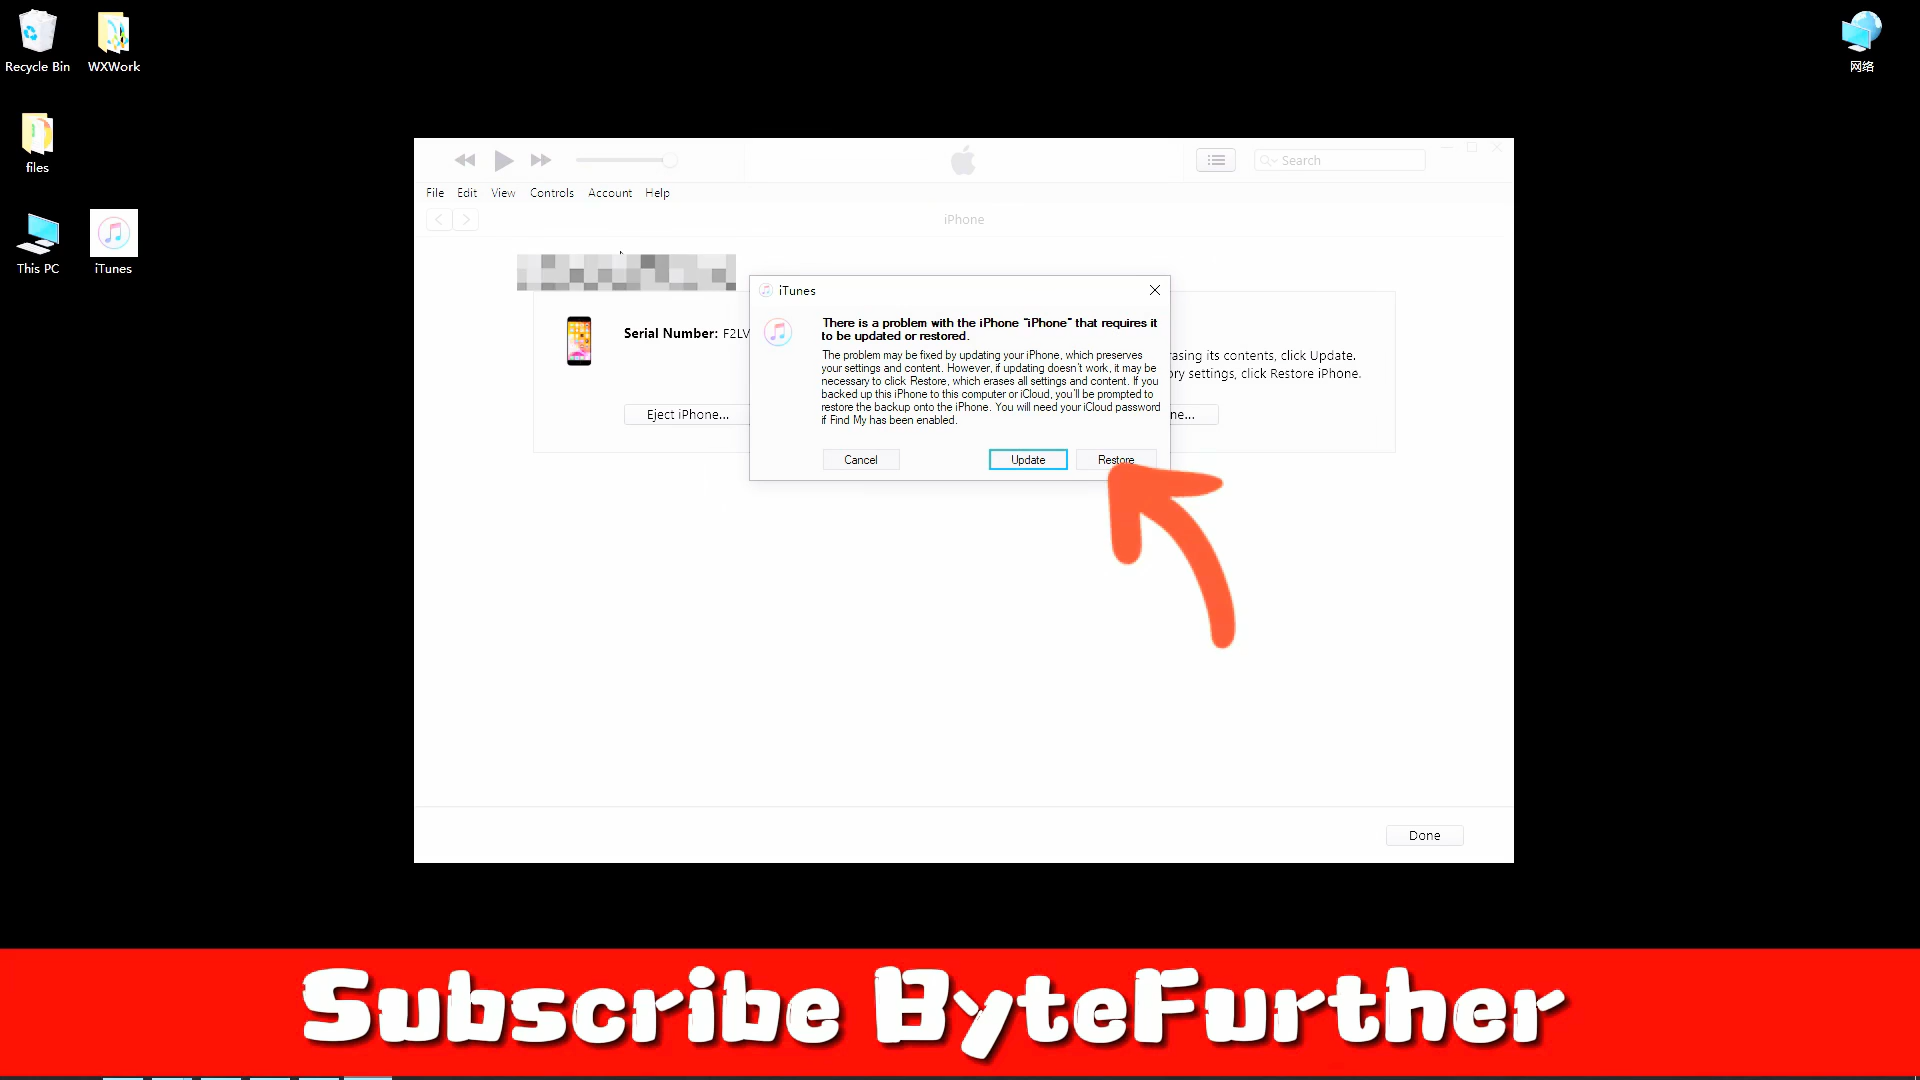 Recycle Bin
WXWork
网络
files
This PC
iTunes
Search
File Edit View Controls Account Help
iPhone
iTunes
There is a problem with the iPhone "iPhone" that requires it
to be updated or restored.
The problem may be fixed by updating your iPhone, which preserves
your settings and content. However, if updating doesn't work, it may be
necessary to click Restore, which erases all settings and content. If you
backed up this iPhone to this computer or iCloud, you'll be prompted to
restore the backup onto the iPhone. You will need your iCloud password
if Find My has been enabled.
Cancel
Update
Restore
Serial Number: F2LV
asing its contents, click Update.
ory settings, click Restore iPhone.
Eject iPhone...
ne...
Done
Subscribe ByteFurther